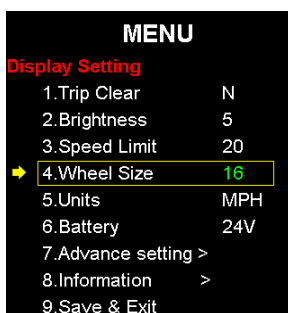 MENU
Display Setting
1.Trip Clear N
2.Brightness 5
3.Speed Limit 20
4.Wheel Size 16
5.Units MPH
6.Battery 24V
7.Advance setting >
8.Information >
9.Save & Exit